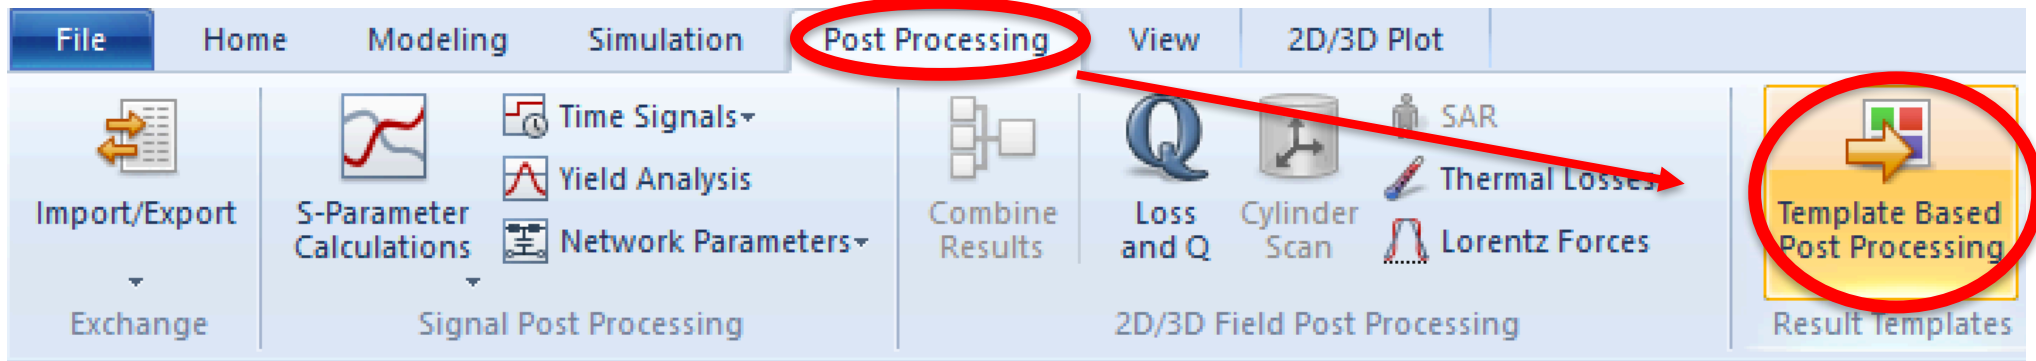 File Home Modeling Simulation Post Processing View 2D/3D Plot
Import/Export
S-Parameter
Calculations
Time Signals
Yield Analysis
Network Parameters
Combine
Results
Loss
and Q
Cylinder
Scan
SAR
Thermal Losses
Lorentz Forces
Template Based
Post Processing
Exchange
Signal Post Processing
2D/3D Field Post Processing
Result Templates